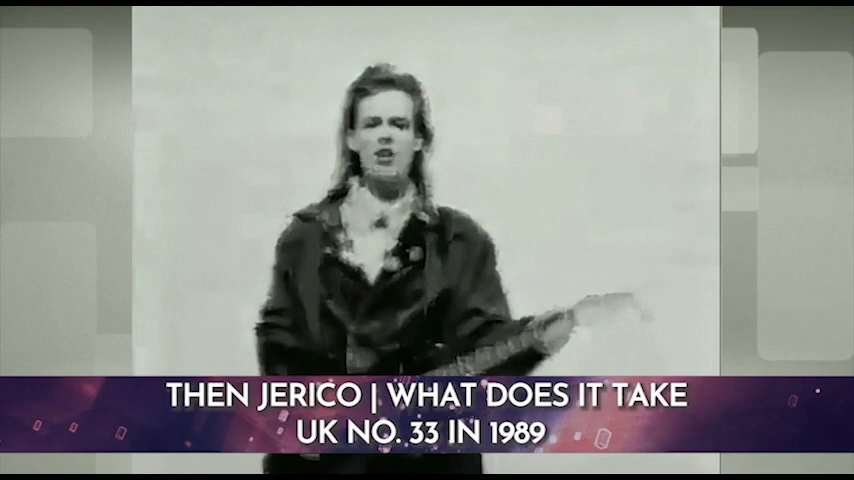 THEN JERICO | WHAT DOES IT TAKE
UK NO. 33 IN 1989